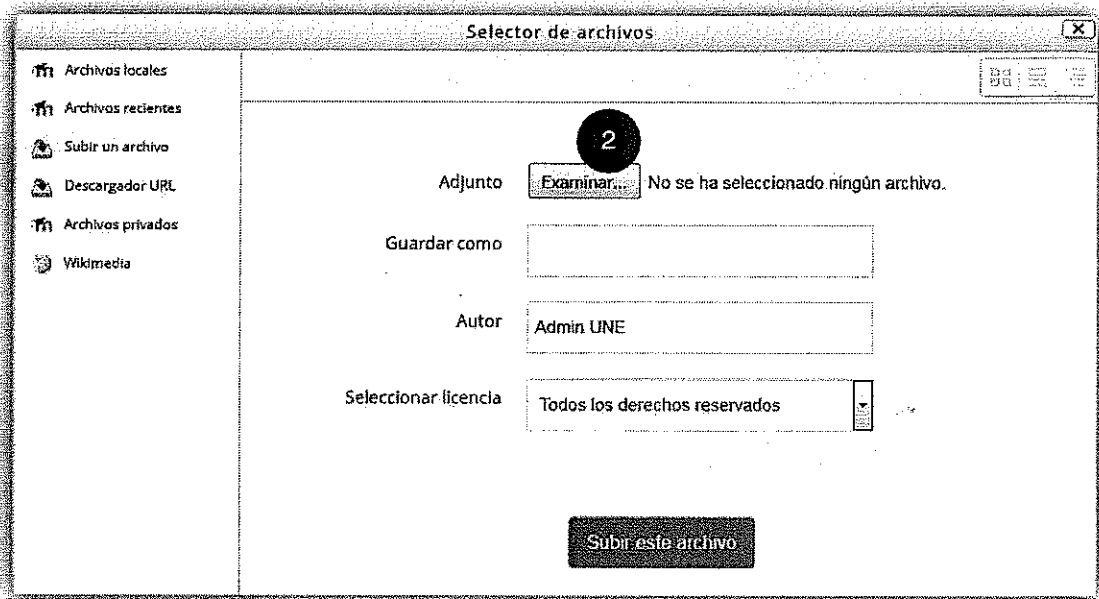 Selector de archivos
Archivos locales
Archivos recientes
Subir un archivo
Descargador URL
Archivos privados
Wikimedia
2
Adjunto Examinar... No se ha seleccionado ningún archivo.
Guardar como
Autor Admin UNE
Seleccionar licencia Todos los derechos reservados
Subir este archivo